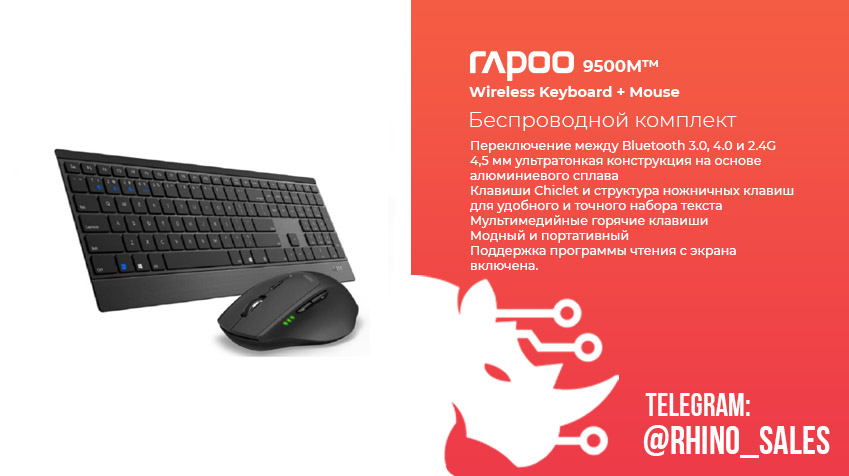 rapoo 9500M™
Wireless Keyboard + Mouse
Беспроводной комплект
Переключение между Bluetooth 3.0, 4.0 и 2.4G
4,5 мм ультратонкая конструкция на основе
алюминиевого сплава
Клавиши Chiclet и структура ножничных клавиш
для удобного и точного набора текста
Мультимедийные горячие клавиши
Модный и портативный
Поддержка программы чтения с экрана
включена.
TELEGRAM:
@RHINO_SALES